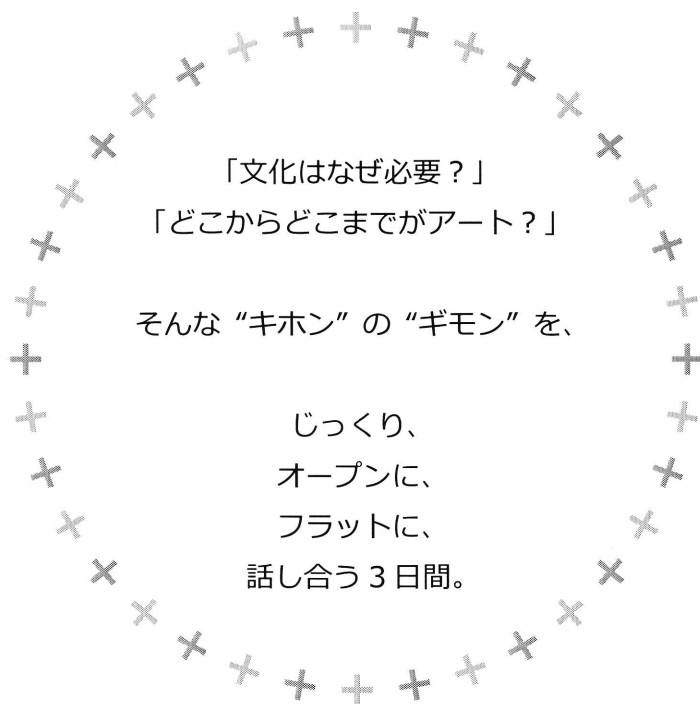 「文化はなぜ必要？」
「どこからどこまでがアート？」
そんな“キホン”の“ギモン”を、
じっくり、
オープンに、
フラットに、
話し合う３日間。